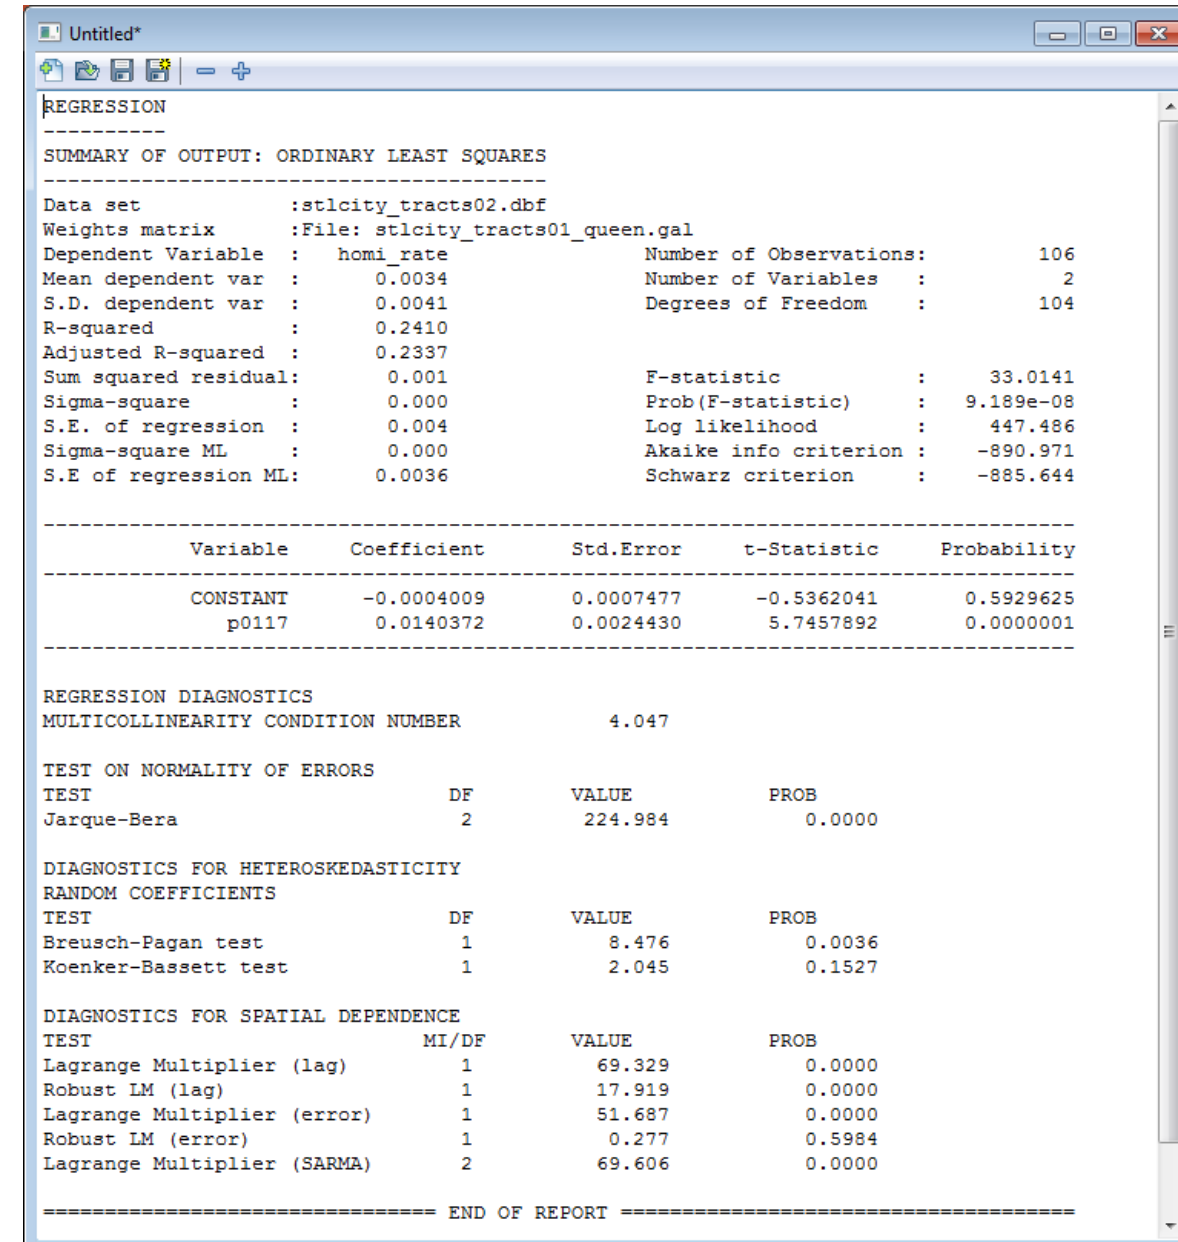 Untitled*
REGRESSION
----------
SUMMARY OF OUTPUT: ORDINARY LEAST SQUARES
-----------------------------------------
Data set            :stlcity_tracts02.dbf
Weights matrix      :File: stlcity_tracts01_queen.gal
Dependent Variable  :   homi_rate                Number of Observations:         106
Mean dependent var  :      0.0034                Number of Variables   :           2
S.D. dependent var  :      0.0041                Degrees of Freedom    :         104
R-squared           :      0.2410
Adjusted R-squared  :      0.2337
Sum squared residual:       0.001                F-statistic           :     33.0141
Sigma-square        :       0.000                Prob(F-statistic)     :   9.189e-08
S.E. of regression  :       0.004                Log likelihood        :     447.486
Sigma-square ML     :       0.000                Akaike info criterion :    -890.971
S.E of regression ML:      0.0036                Schwarz criterion     :    -885.644
------------------------------------------------------------------------------------
            Variable     Coefficient       Std.Error     t-Statistic     Probability
------------------------------------------------------------------------------------
            CONSTANT      -0.0004009       0.0007477      -0.5362041       0.5929625
               p0117       0.0140372       0.0024430       5.7457892       0.0000001
------------------------------------------------------------------------------------
REGRESSION DIAGNOSTICS
MULTICOLLINEARITY CONDITION NUMBER            4.047
TEST ON NORMALITY OF ERRORS
TEST                             DF        VALUE           PROB
Jarque-Bera                       2         224.984           0.0000
DIAGNOSTICS FOR HETEROSKEDASTICITY
RANDOM COEFFICIENTS
TEST                             DF        VALUE           PROB
Breusch-Pagan test                1           8.476           0.0036
Koenker-Bassett test              1           2.045           0.1527
DIAGNOSTICS FOR SPATIAL DEPENDENCE
TEST                           MI/DF       VALUE           PROB
Lagrange Multiplier (lag)         1          69.329           0.0000
Robust LM (lag)                   1          17.919           0.0000
Lagrange Multiplier (error)       1          51.687           0.0000
Robust LM (error)                 1           0.277           0.5984
Lagrange Multiplier (SARMA)       2          69.606           0.0000
================================ END OF REPORT =====================================